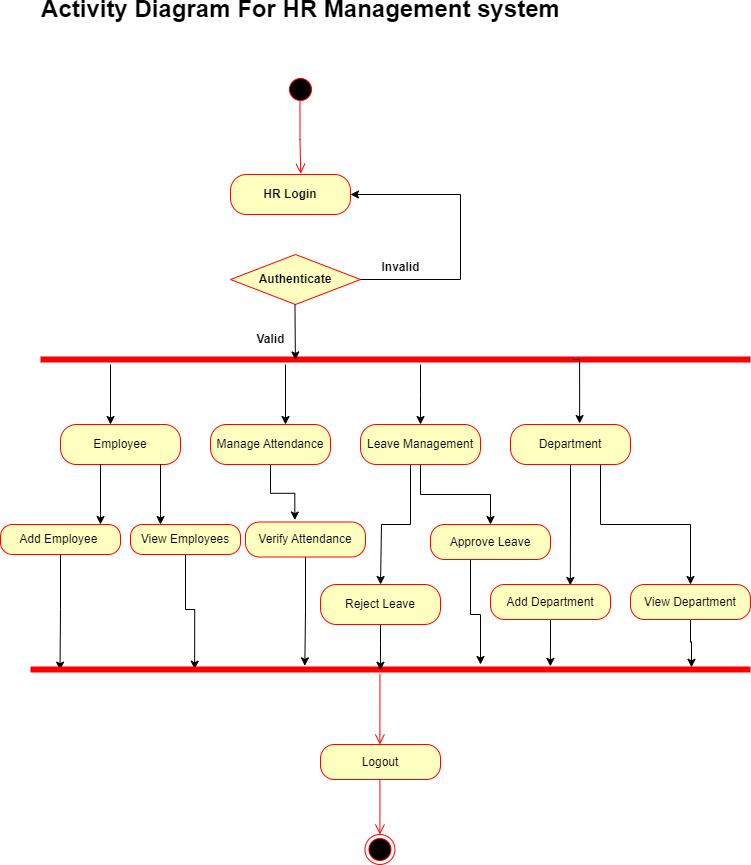 Activity Diagram For HR Management system
HR Login
Authenticate
Invalid
Valid
Employee
Manage Attendance
Leave Management
Department
Add Employee
View Employees
Verify Attendance
Approve Leave
Reject Leave
Add Department
View Department
Logout